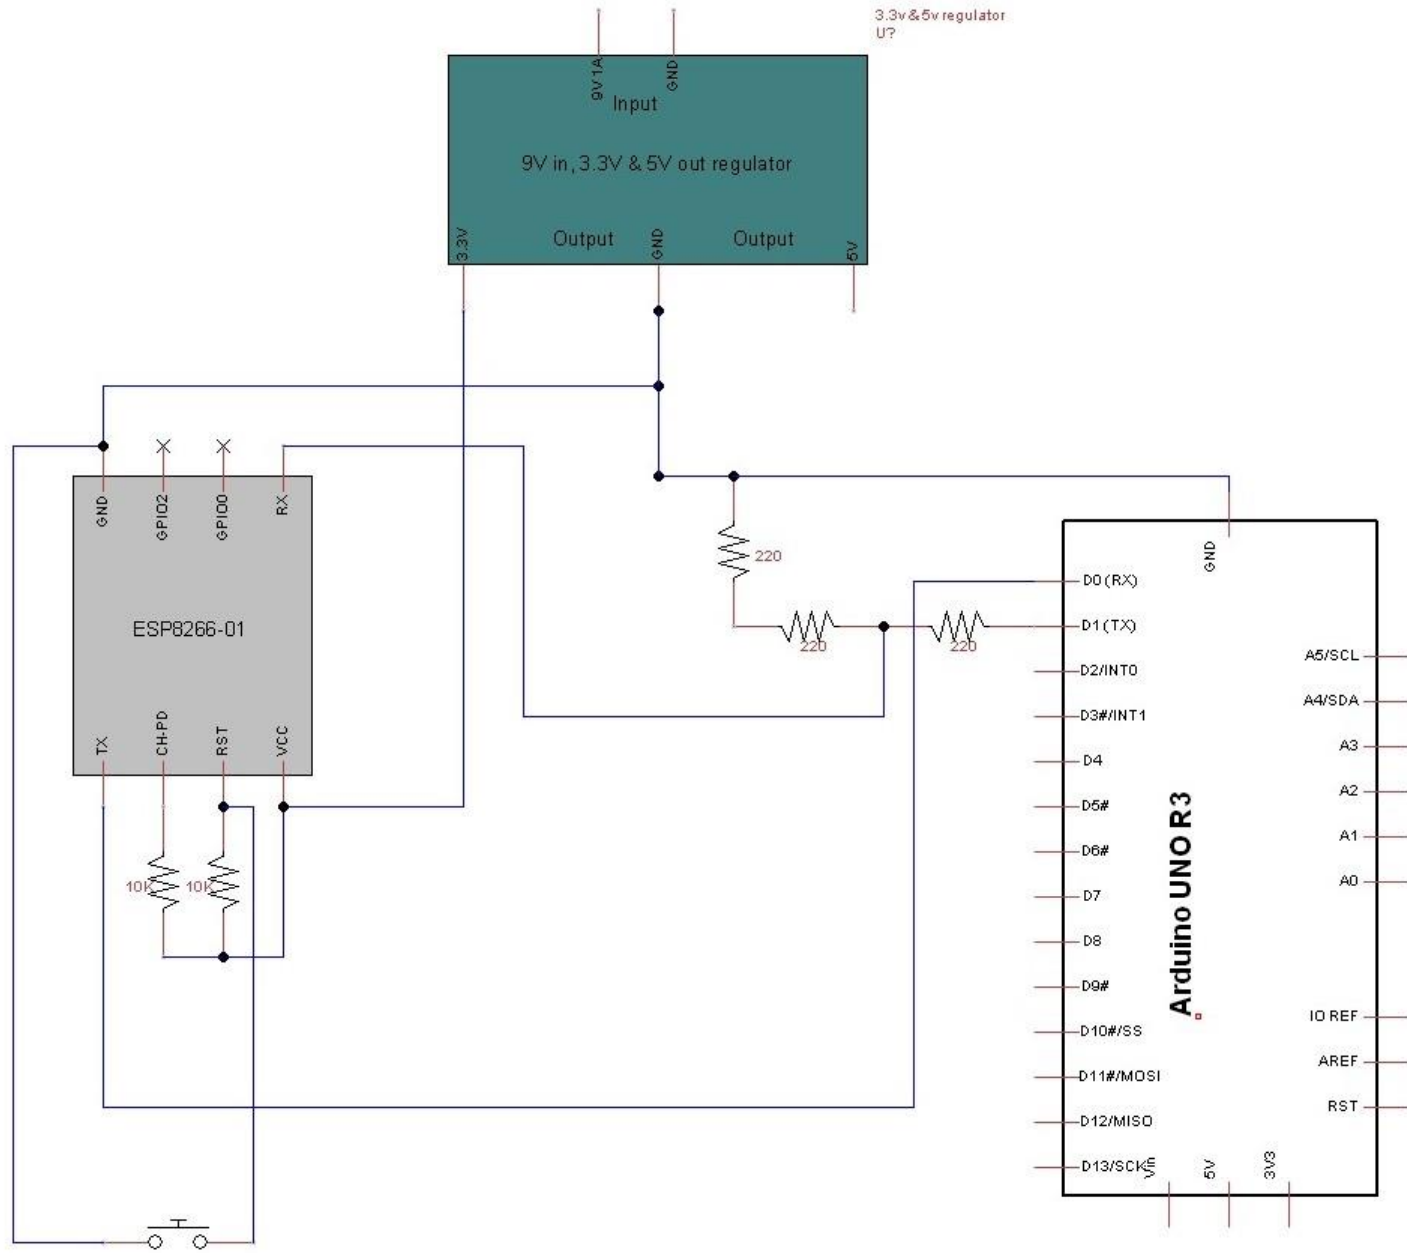 3.3v&5v regulator
U?
9V 1A
GND
Input
9V in, 3.3V & 5V out regulator
3.3V
Output
GND
Output
5V
GND
GPIO2
GPIO0
RX
ESP8266-01
TX
CH-PD
RST
VCC
10K
10K
220
220
220
GND
D0(RX)
D1(TX)
D2/INT0
D3#/INT1
D4
D5#
D6#
D7
D8
D9#
D10#/SS
D11#/MOSI
D12/MISO
D13/SCK
Arduino UNO R3
A5/SCL
A4/SDA
A3
A2
A1
A0
IO REF
AREF
RST
Vin
5V
3V3